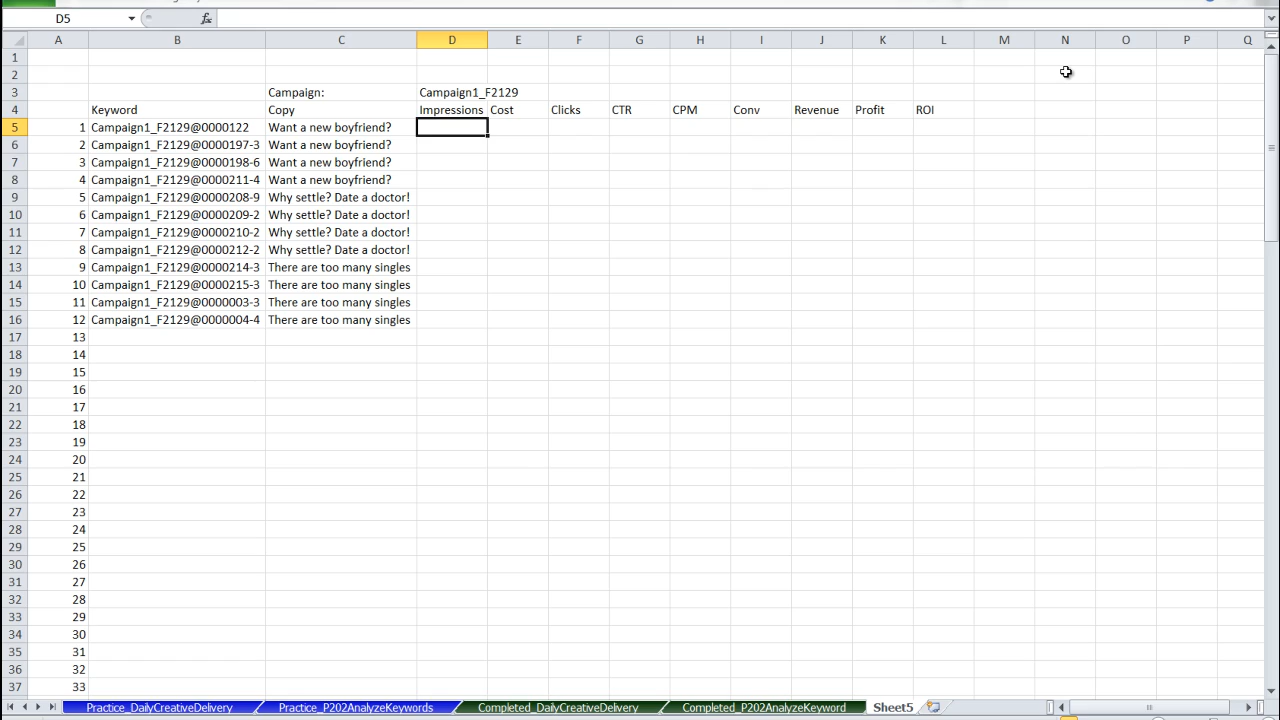 D5 fx
A B C D E F G H I J K L M N O P Q
1
2
3 Campaign: Campaign1_F2129
4 Keyword Copy Impressions Cost Clicks CTR CPM Conv Revenue Profit ROI
5 1 Campaign1_F2129@0000122 Want a new boyfriend?
6 2 Campaign1_F2129@0000197-3 Want a new boyfriend?
7 3 Campaign1_F2129@0000198-6 Want a new boyfriend?
8 4 Campaign1_F2129@0000211-4 Want a new boyfriend?
9 5 Campaign1_F2129@0000208-9 Why settle? Date a doctor!
10 6 Campaign1_F2129@0000209-2 Why settle? Date a doctor!
11 7 Campaign1_F2129@0000210-2 Why settle? Date a doctor!
12 8 Campaign1_F2129@0000212-2 Why settle? Date a doctor!
13 9 Campaign1_F2129@0000214-3 There are too many singles
14 10 Campaign1_F2129@0000215-3 There are too many singles
15 11 Campaign1_F2129@0000003-3 There are too many singles
16 12 Campaign1_F2129@0000004-4 There are too many singles
17 13
18 14
19 15
20 16
21 17
22 18
23 19
24 20
25 21
26 22
27 23
28 24
29 25
30 26
31 27
32 28
33 29
34 30
35 31
36 32
37 33
Practice_DailyCreativeDelivery Practice_P202AnalyzeKeywords Completed_DailyCreativeDelivery Completed_P202AnalyzeKeyword Sheet5